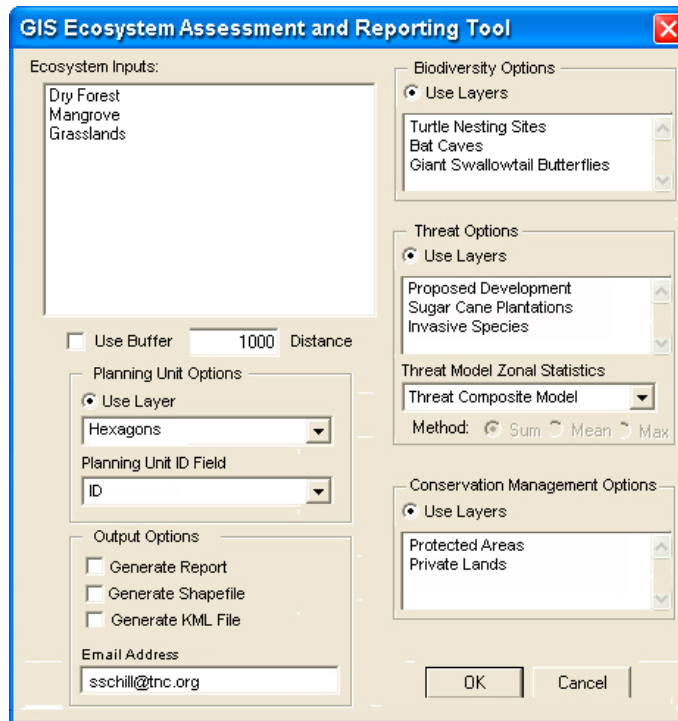 GIS Ecosystem Assessment and Reporting Tool
Ecosystem Inputs:
Dry Forest
Mangrove
Grasslands
Use Buffer 1000 Distance
Planning Unit Options
Use Layer
Hexagons
Planning Unit ID Field
ID
Output Options
Generate Report
Generate Shapefile
Generate KML File
Email Address
sschill@tnc.org
Biodiversity Options
Use Layers
Turtle Nesting Sites
Bat Caves
Giant Swallowtail Butterflies
Threat Options
Use Layers
Proposed Development
Sugar Cane Plantations
Invasive Species
Threat Model Zonal Statistics
Threat Composite Model
Method: Sum Mean Max
Conservation Management Options
Use Layers
Protected Areas
Private Lands
OK Cancel